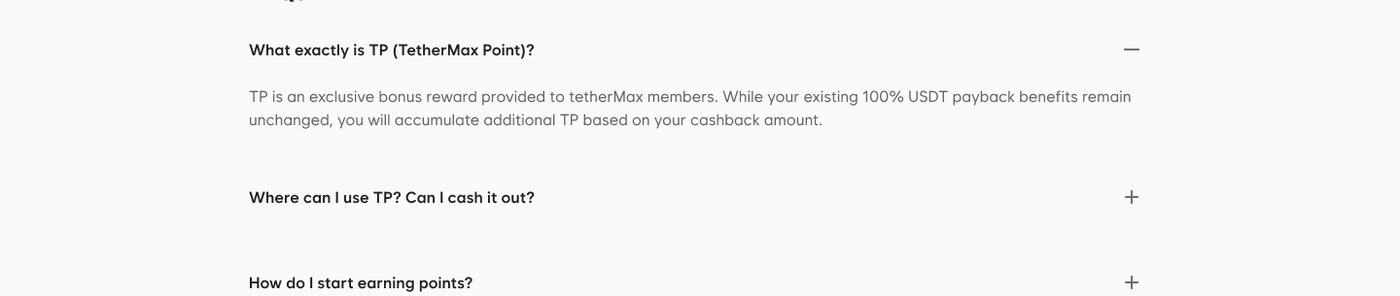 What exactly is TP (TetherMax Point)?
TP is an exclusive bonus reward provided to tetherMax members. While your existing 100% USDT payback benefits remain
unchanged, you will accumulate additional TP based on your cashback amount.
Where can I use TP? Can I cash it out?
How do I start earning points?